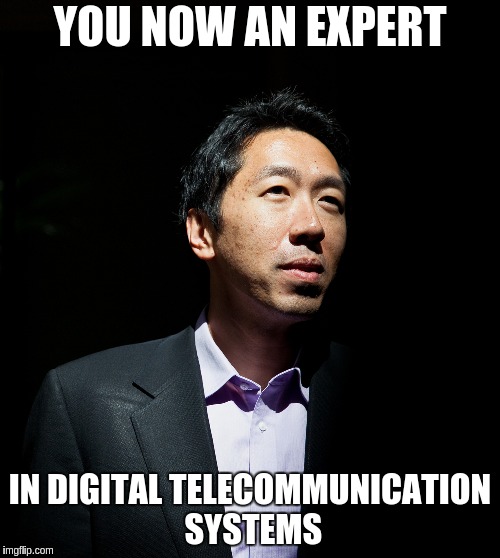 YOU NOW AN EXPERT
IN DIGITAL TELECOMMUNICATION
SYSTEMS
imgflip.com